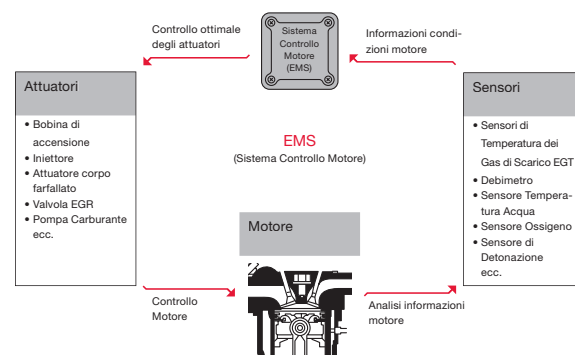 Controllo ottimale
degli attuatori
Sistema
Controllo
Motore
(EMS)
Informazioni condi-
zioni motore
Attuatori
• Bobina di
accensione
• Iniettore
• Attuatore corpo
farfallato
• Valvola EGR
• Pompa Carburante
ecc.
EMS
(Sistema Controllo Motore)
Sensori
• Sensori di
Temperatura dei
Gas di Scarico EGT
• Debimetro
• Sensore Tempera-
tura Acqua
• Sensore Ossigeno
• Sensore di
Detonazione
ecc.
Motore
Controllo
Motore
Analisi informazioni
motore